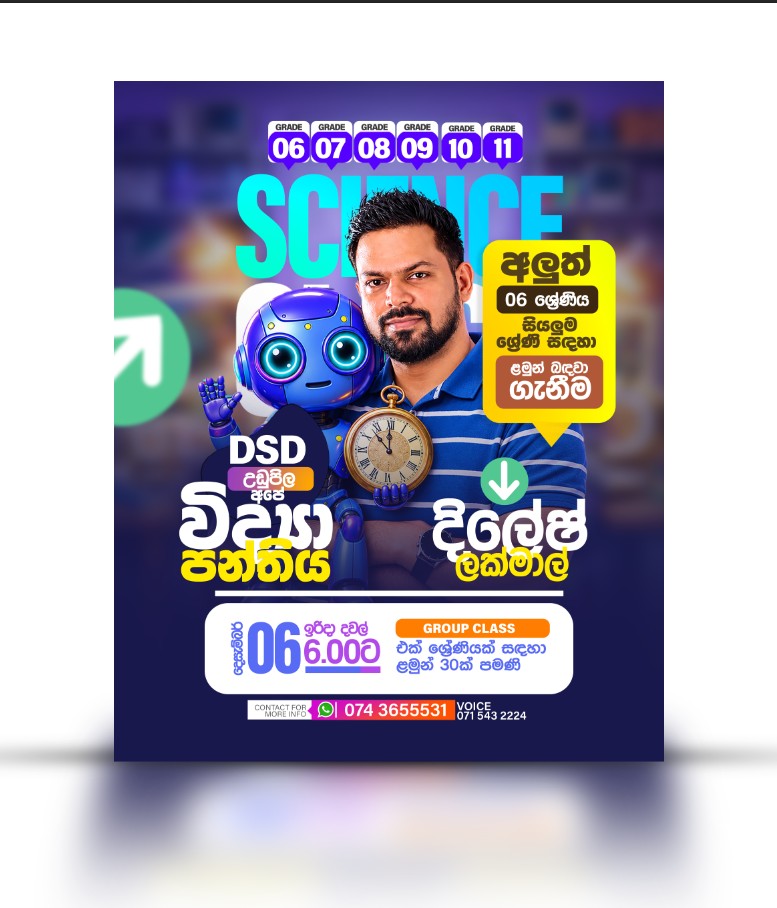 GRADE GRADE GRADE GRADE GRADE GRADE
06 07 08 09 10 11
SCIENCE
අලුත්
06 ශ්‍රේණිය
සියලුම
ශ්‍රේණි සඳහා
ළමුන් බඳවා
ගැනීම
DSD
උඩුපිල
අපේ
විද්‍යා
පන්තිය
දිලේෂ්
ලක්මාල්
දෙසැම්බර්
06
ඉරිදා දවල්
6.00ට
GROUP CLASS
එක් ශ්‍රේණියක් සඳහා
ළමුන් 30ක් පමණි
CONTACT FOR
MORE INFO
074 3655531
VOICE
071 543 2224